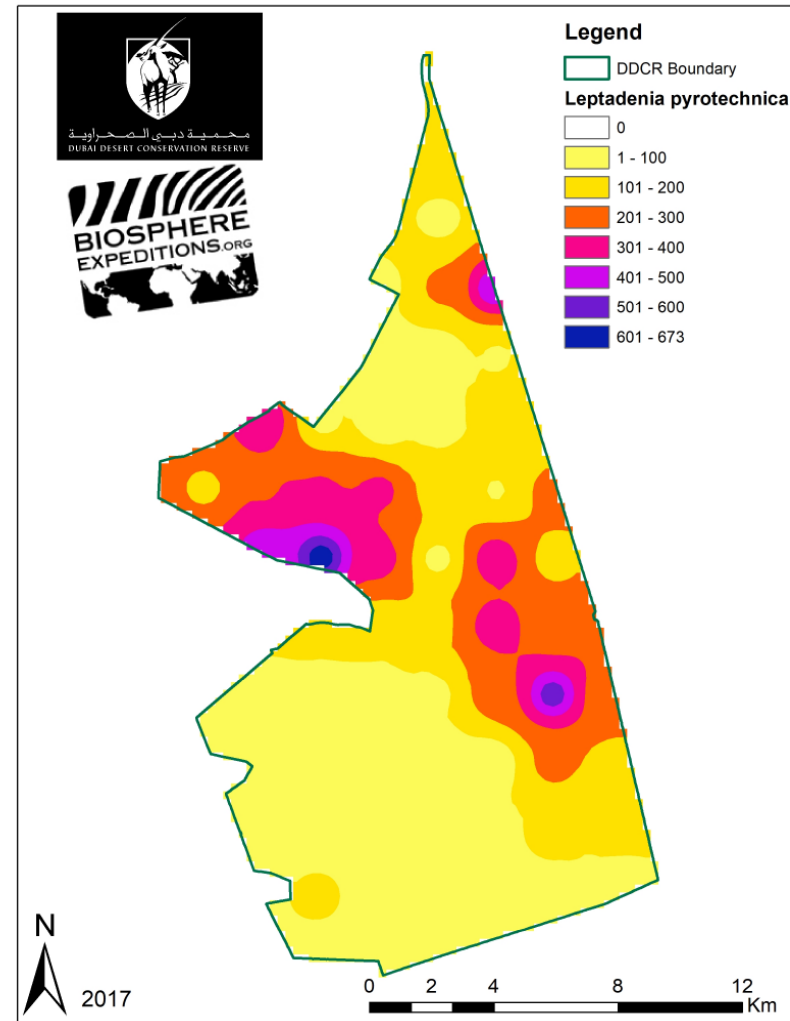 محمية دبي الصحراوية
DUBAI DESERT CONSERVATION RESERVE
BIOSPHERE
EXPEDITIONS.ORG
Legend
DDCR Boundary
Leptadenia pyrotechnica
0
1 - 100
101 - 200
201 - 300
301 - 400
401 - 500
501 - 600
601 - 673
N
2017
0 2 4 8 12
Km